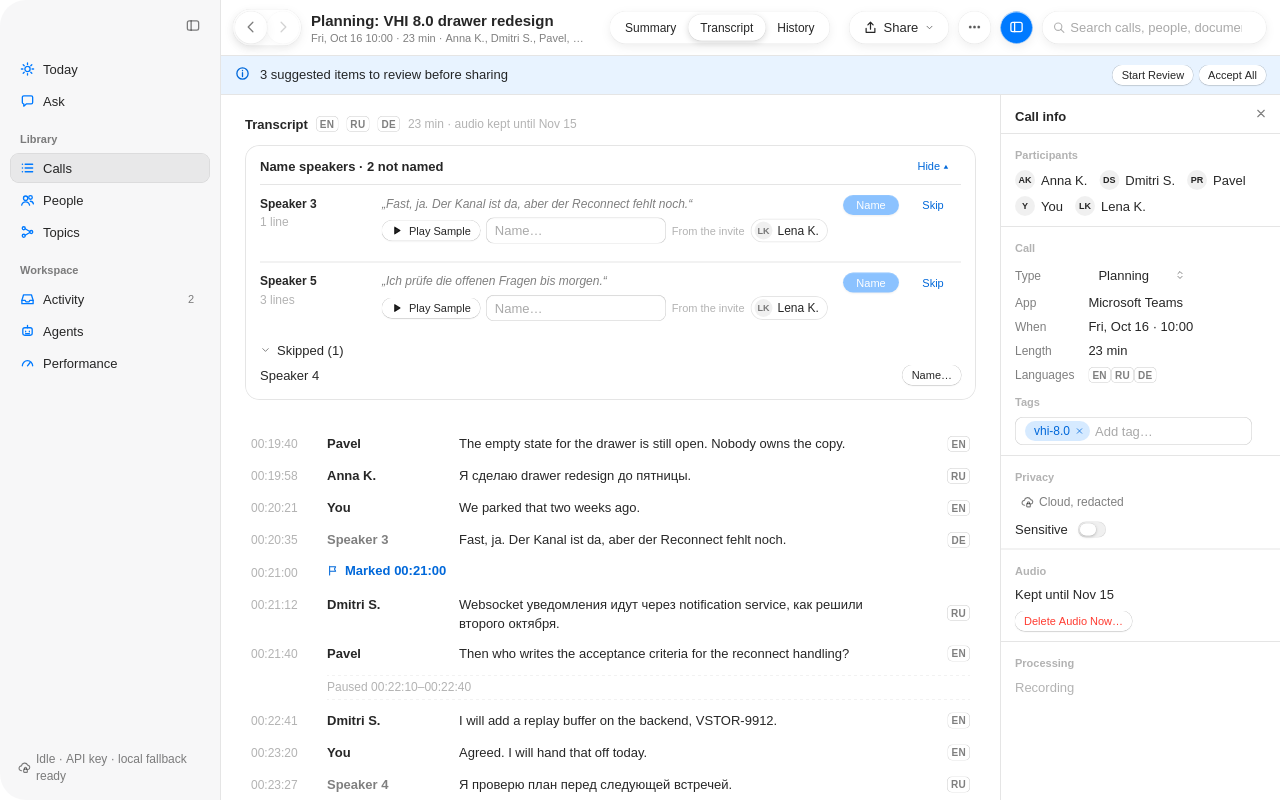 Planning: VHI 8.0 drawer redesign
Fri, Oct 16 10:00 · 23 min · Anna K., Dmitri S., Pavel, …
Summary
Transcript
History
Share
Search calls, people, documen
Today
Ask
Library
Calls
People
Topics
Workspace
Activity
2
Agents
Performance
Idle · API key · local fallback
ready
3 suggested items to review before sharing
Start Review
Accept All
Transcript EN RU DE 23 min · audio kept until Nov 15
Name speakers · 2 not named
Hide
Speaker 3
1 line
„Fast, ja. Der Kanal ist da, aber der Reconnect fehlt noch.“
Name
Skip
Play Sample
Name…
From the invite
LK Lena K.
Speaker 5
3 lines
„Ich prüfe die offenen Fragen bis morgen.“
Name
Skip
Play Sample
Name…
From the invite
LK Lena K.
Skipped (1)
Speaker 4
Name…
00:19:40 Pavel The empty state for the drawer is still open. Nobody owns the copy. EN
00:19:58 Anna K. Я сделаю drawer redesign до пятницы. RU
00:20:21 You We parked that two weeks ago. EN
00:20:35 Speaker 3 Fast, ja. Der Kanal ist da, aber der Reconnect fehlt noch. DE
00:21:00 Marked 00:21:00
00:21:12 Dmitri S. Websocket уведомления идут через notification service, как решили
второго октября. RU
00:21:40 Pavel Then who writes the acceptance criteria for the reconnect handling? EN
Paused 00:22:10–00:22:40
00:22:41 Dmitri S. I will add a replay buffer on the backend, VSTOR-9912. EN
00:23:20 You Agreed. I will hand that off today. EN
00:23:27 Speaker 4 Я проверю план перед следующей встречей. RU
Call info
Participants
AK Anna K. DS Dmitri S. PR Pavel
Y You LK Lena K.
Call
Type Planning
App Microsoft Teams
When Fri, Oct 16 · 10:00
Length 23 min
Languages EN RU DE
Tags
vhi-8.0 × Add tag…
Privacy
Cloud, redacted
Sensitive
Audio
Kept until Nov 15
Delete Audio Now…
Processing
Recording